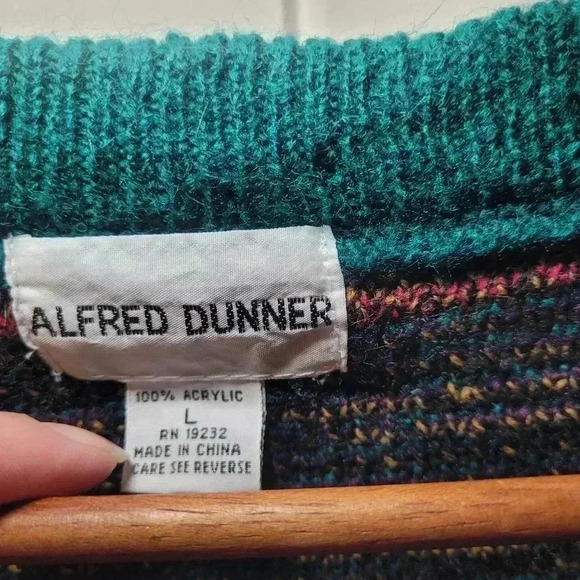 ALFRED DUNNER
100% ACRYLIC
L
RN 19232
MADE IN CHINA
CARE SEE REVERSE